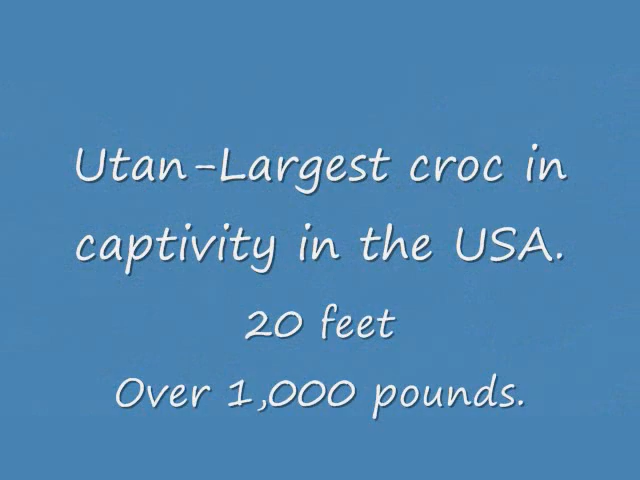 Utan-Largest croc in
captivity in the USA.
20 feet
Over 1,000 pounds.